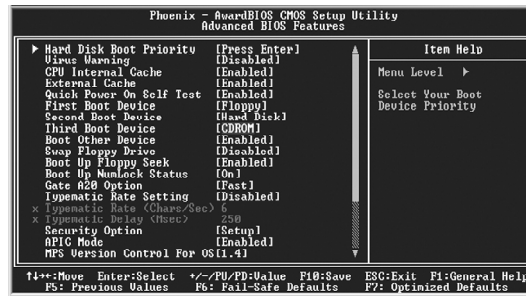 Phoenix - AwardBIOS CMOS Setup Utility
Advanced BIOS Features
Hard Disk Boot Priority [Press Enter]
Virus Warning [Disabled]
CPU Internal Cache [Enabled]
External Cache [Enabled]
Quick Power On Self Test [Enabled]
First Boot Device [Floppy]
Second Boot Device [Hard Disk]
Third Boot Device [CDROM]
Boot Other Device [Enabled]
Swap Floppy Drive [Disabled]
Boot Up Floppy Seek [Enabled]
Boot Up NumLock Status [On]
Gate A20 Option [Fast]
Typematic Rate Setting [Disabled]
x Typematic Rate (Chars/Sec) 6
x Typematic Delay (Msec) 250
Security Option [Setup]
APIC Mode [Enabled]
MPS Version Control For OS[1.4]
Item Help
Menu Level
Select Your Boot
Device Priority
↑↓→←:Move Enter:Select +/-/PU/PD:Value F10:Save ESC:Exit F1:General Help
F5: Previous Values F6: Fail-Safe Defaults F7: Optimized Defaults